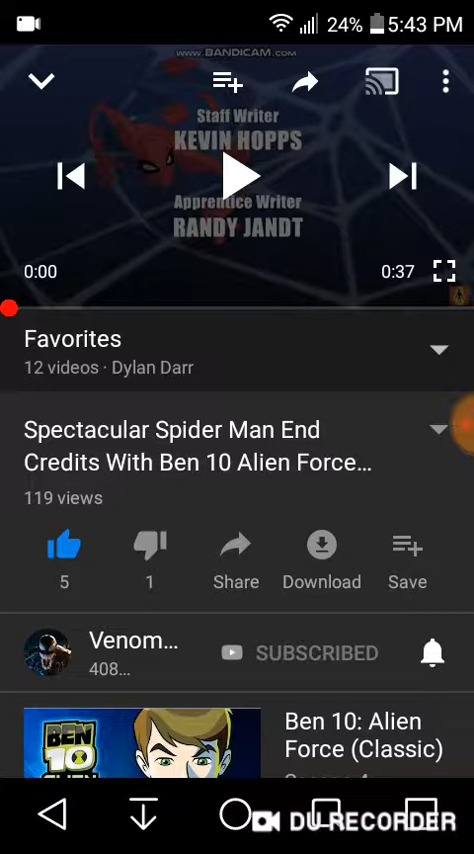 24% 5:43 PM
www.BANDICAM.com
Staff Writer
KEVIN HOPPS
Apprentice Writer
RANDY JANDT
0:00
0:37
Favorites
12 videos · Dylan Darr
Spectacular Spider Man End
Credits With Ben 10 Alien Force...
119 views
5
1
Share
Download
Save
Venom...
SUBSCRIBED
408...
BEN
10
Ben 10: Alien
Force (Classic)
DU RECORDER